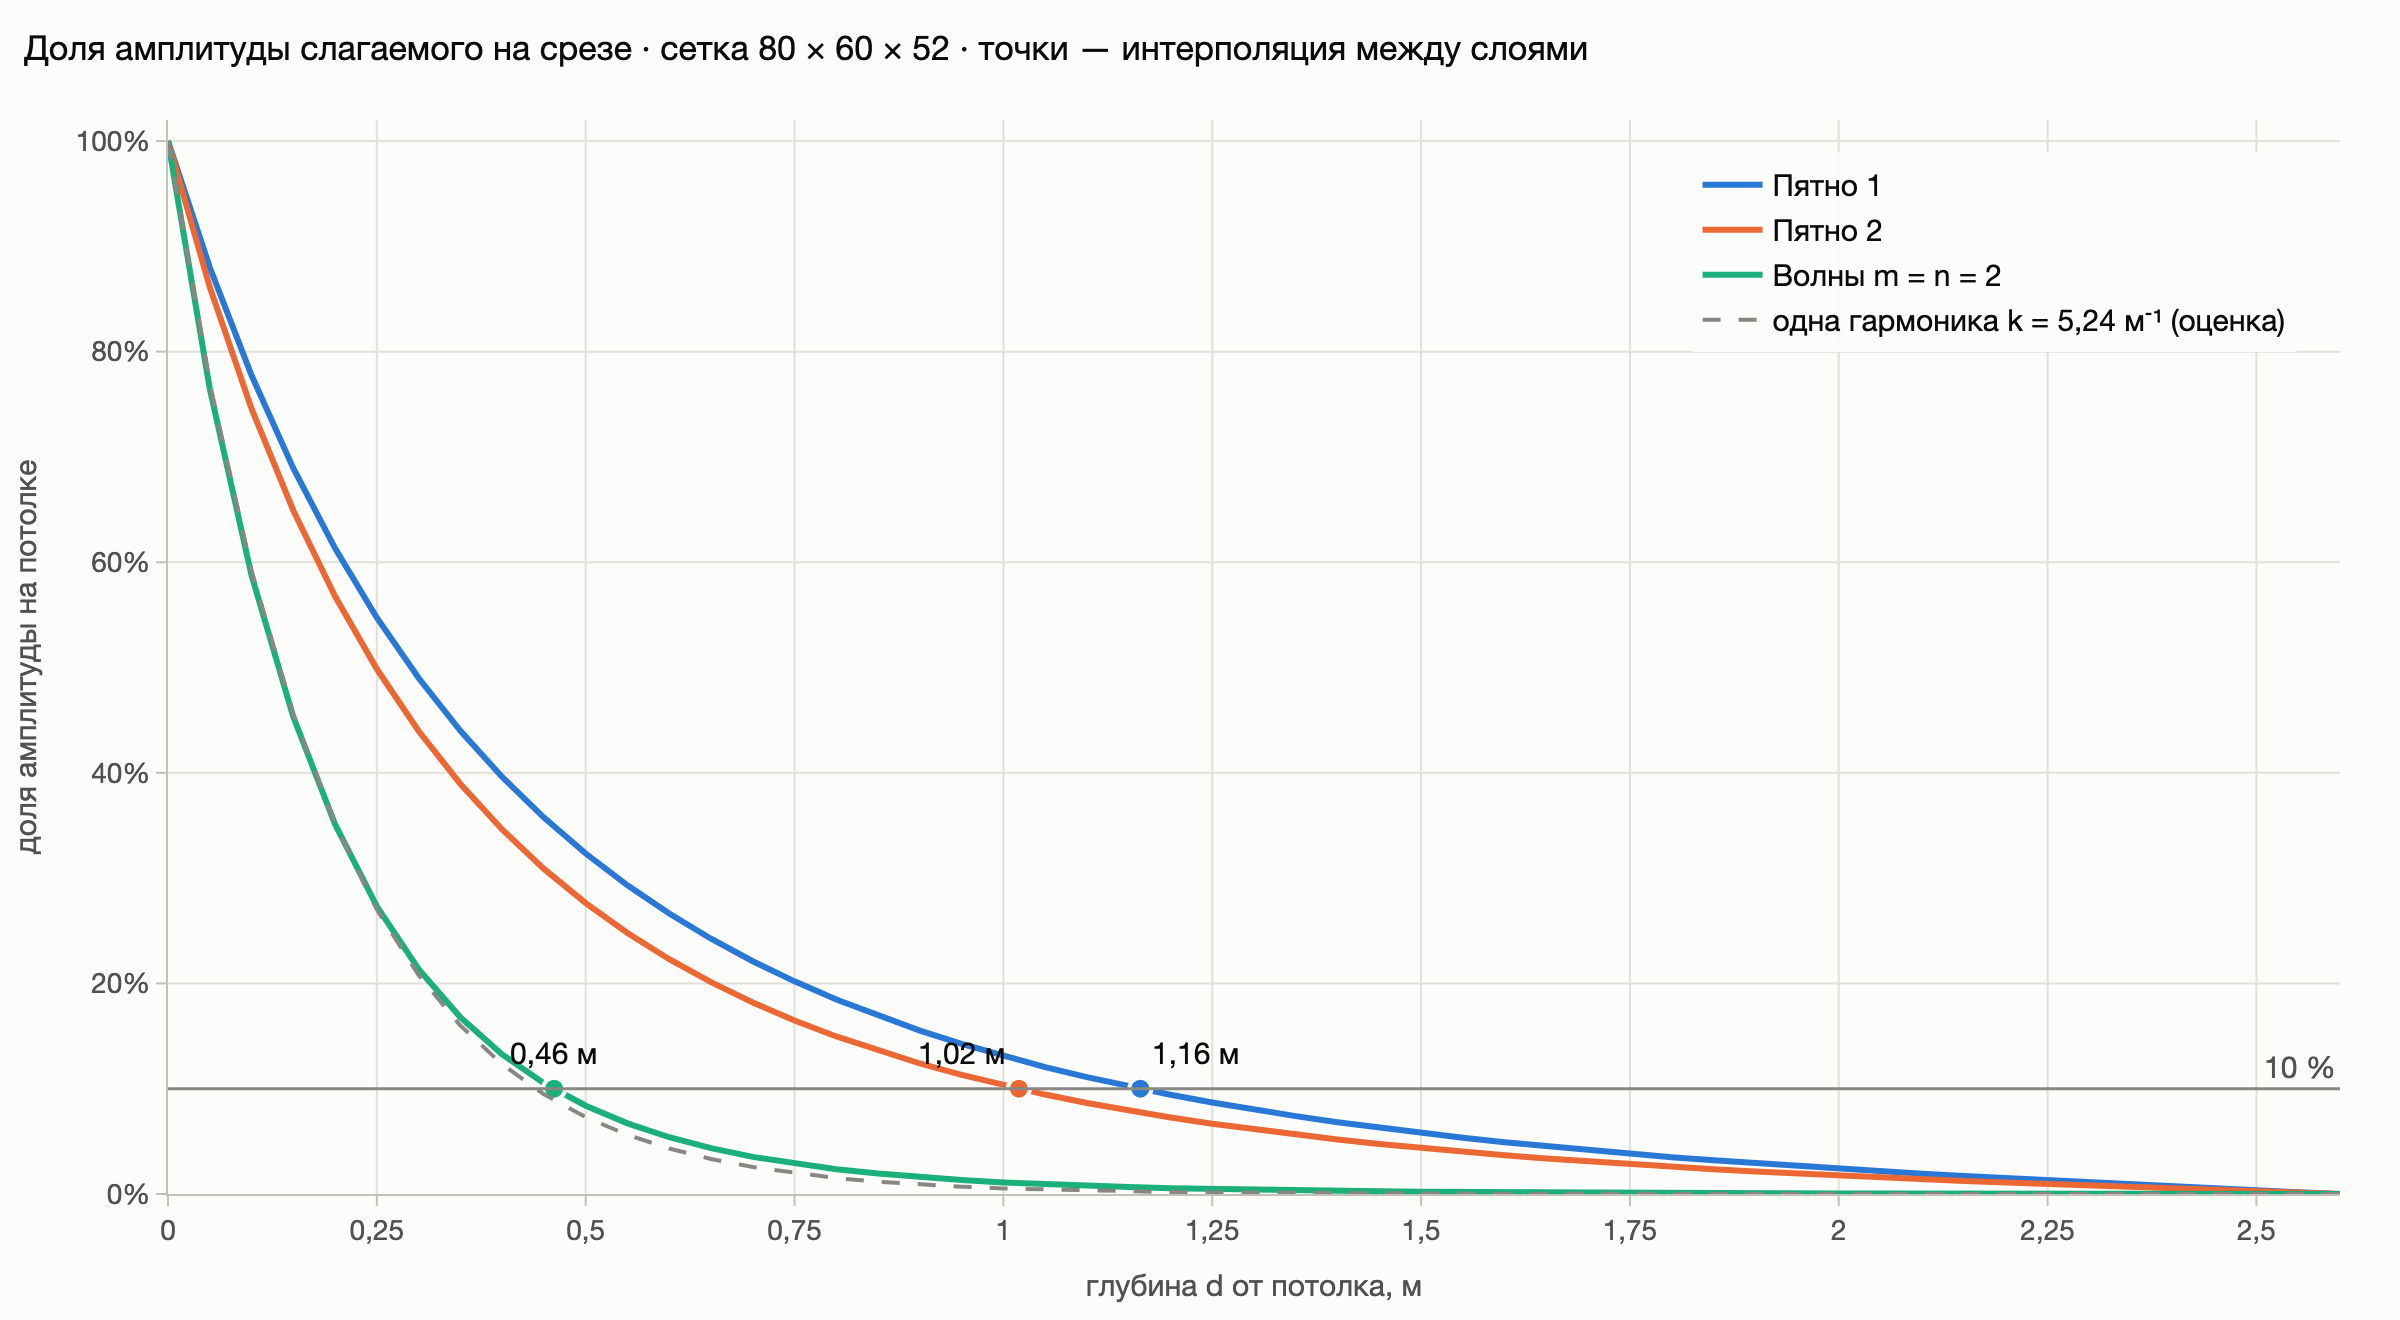 Доля амплитуды слагаемого на срезе · сетка 80 × 60 × 52 · точки — интерполяция между слоями
доля амплитуды на потолке
100%
80%
60%
40%
20%
0%
Пятно 1
Пятно 2
Волны m = n = 2
одна гармоника k = 5,24 м⁻¹ (оценка)
0,46 м
1,02 м
1,16 м
10 %
0 0,25 0,5 0,75 1 1,25 1,5 1,75 2 2,25 2,5
глубина d от потолка, м